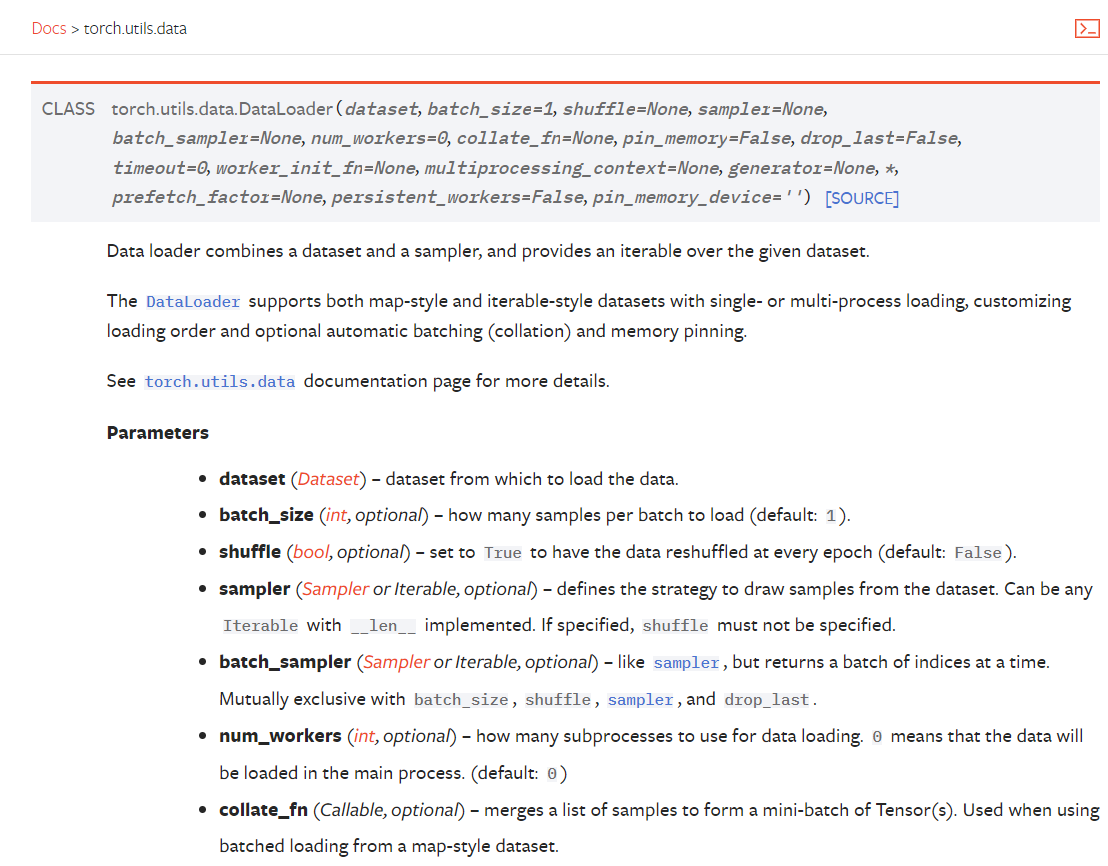 Docs > torch.utils.data
CLASS torch.utils.data.DataLoader(dataset, batch_size=1, shuffle=None, sampler=None,
batch_sampler=None, num_workers=0, collate_fn=None, pin_memory=False, drop_last=False,
timeout=0, worker_init_fn=None, multiprocessing_context=None, generator=None, *,
prefetch_factor=None, persistent_workers=False, pin_memory_device='') [SOURCE]
Data loader combines a dataset and a sampler, and provides an iterable over the given dataset.
The DataLoader supports both map-style and iterable-style datasets with single- or multi-process loading, customizing
loading order and optional automatic batching (collation) and memory pinning.
See torch.utils.data documentation page for more details.
Parameters
• dataset (Dataset) – dataset from which to load the data.
• batch_size (int, optional) – how many samples per batch to load (default: 1).
• shuffle (bool, optional) – set to True to have the data reshuffled at every epoch (default: False).
• sampler (Sampler or Iterable, optional) – defines the strategy to draw samples from the dataset. Can be any
Iterable with __len__ implemented. If specified, shuffle must not be specified.
• batch_sampler (Sampler or Iterable, optional) – like sampler, but returns a batch of indices at a time.
Mutually exclusive with batch_size, shuffle, sampler, and drop_last.
• num_workers (int, optional) – how many subprocesses to use for data loading. 0 means that the data will
be loaded in the main process. (default: 0)
• collate_fn (Callable, optional) – merges a list of samples to form a mini-batch of Tensor(s). Used when using
batched loading from a map-style dataset.